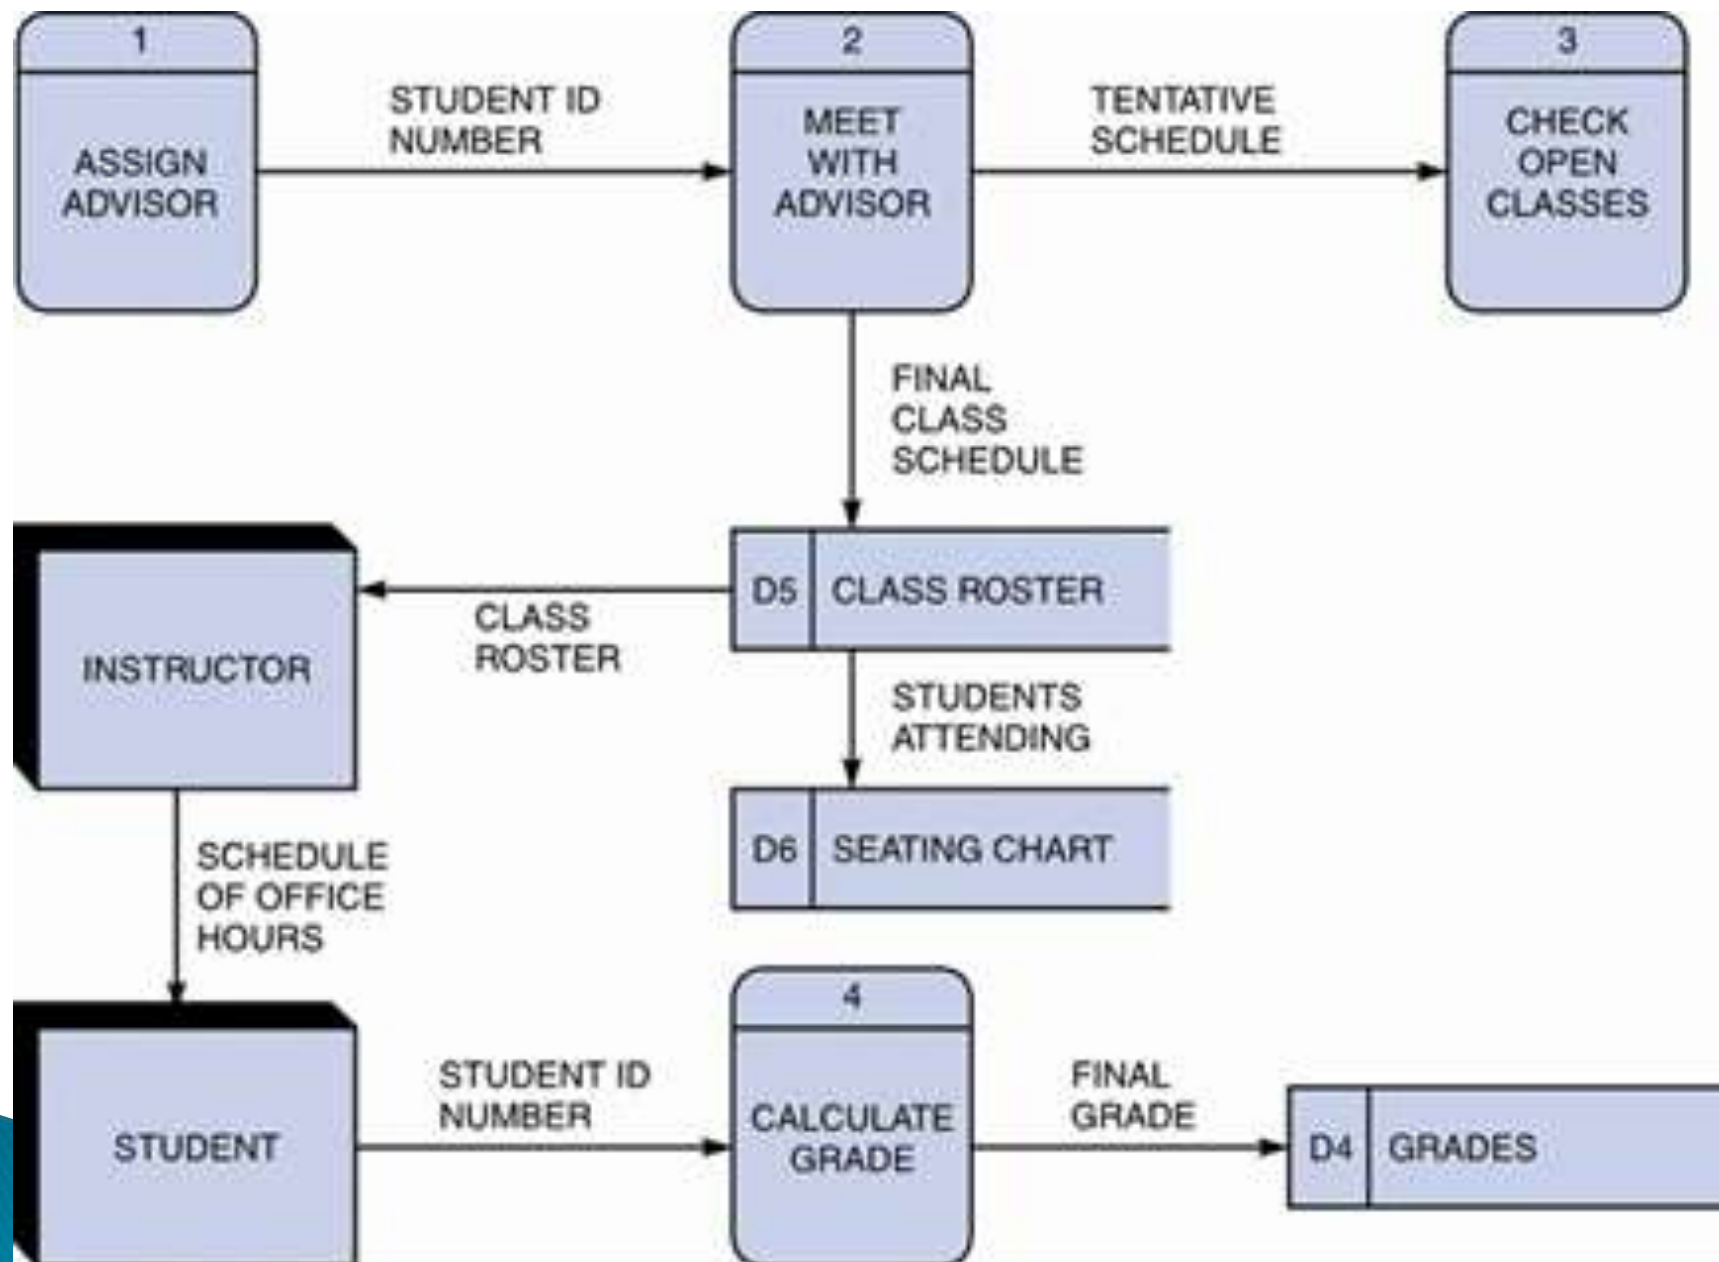 1
ASSIGN
ADVISOR
STUDENT ID
NUMBER
2
MEET
WITH
ADVISOR
TENTATIVE
SCHEDULE
3
CHECK
OPEN
CLASSES
FINAL
CLASS
SCHEDULE
INSTRUCTOR
CLASS
ROSTER
D5 CLASS ROSTER
STUDENTS
ATTENDING
D6 SEATING CHART
SCHEDULE
OF OFFICE
HOURS
STUDENT
STUDENT ID
NUMBER
4
CALCULATE
GRADE
FINAL
GRADE
D4 GRADES